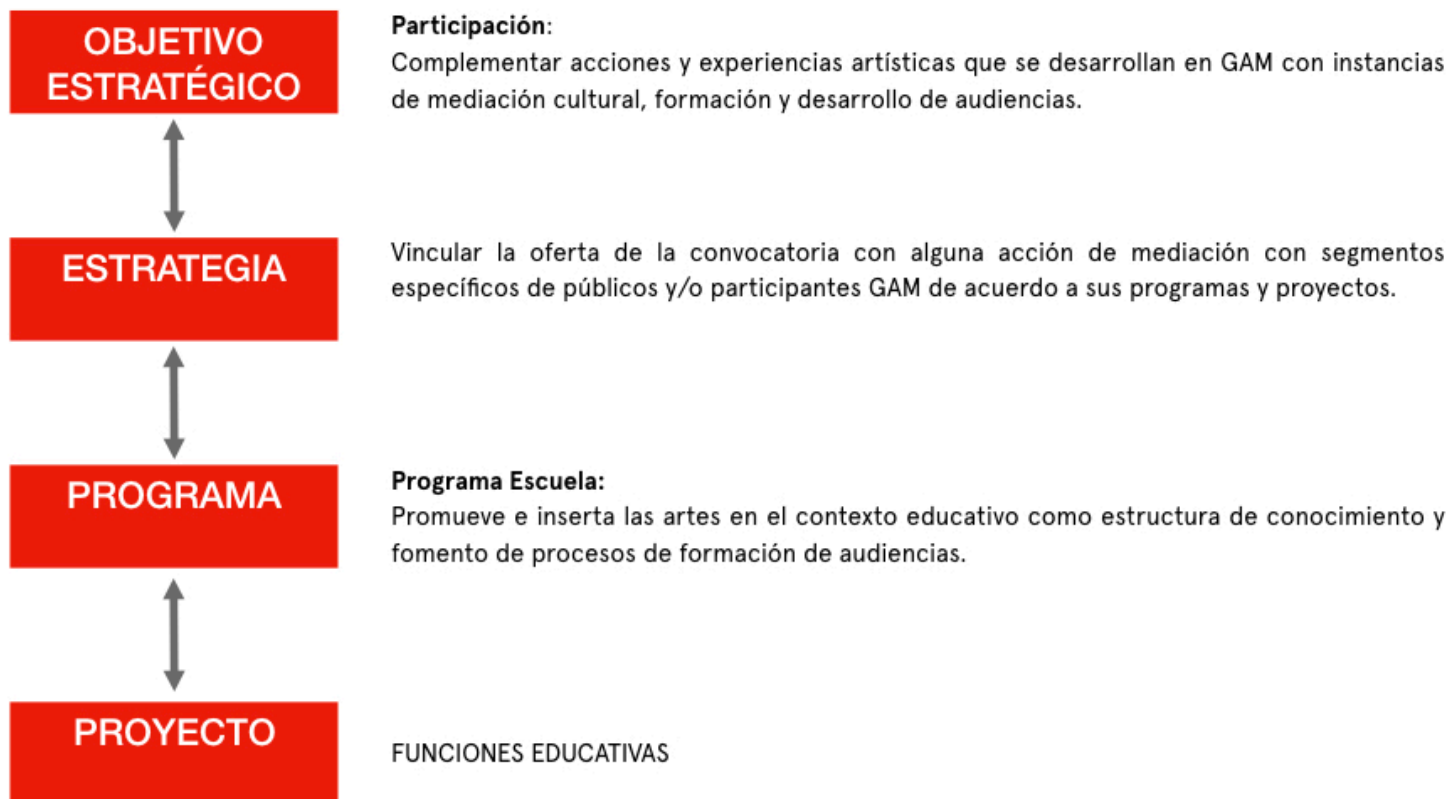 OBJETIVO
ESTRATÉGICO
Participación:
Complementar acciones y experiencias artísticas que se desarrollan en GAM con instancias
de mediación cultural, formación y desarrollo de audiencias.
ESTRATEGIA
Vincular la oferta de la convocatoria con alguna acción de mediación con segmentos
específicos de públicos y/o participantes GAM de acuerdo a sus programas y proyectos.
PROGRAMA
Programa Escuela:
Promueve e inserta las artes en el contexto educativo como estructura de conocimiento y
fomento de procesos de formación de audiencias.
PROYECTO
FUNCIONES EDUCATIVAS